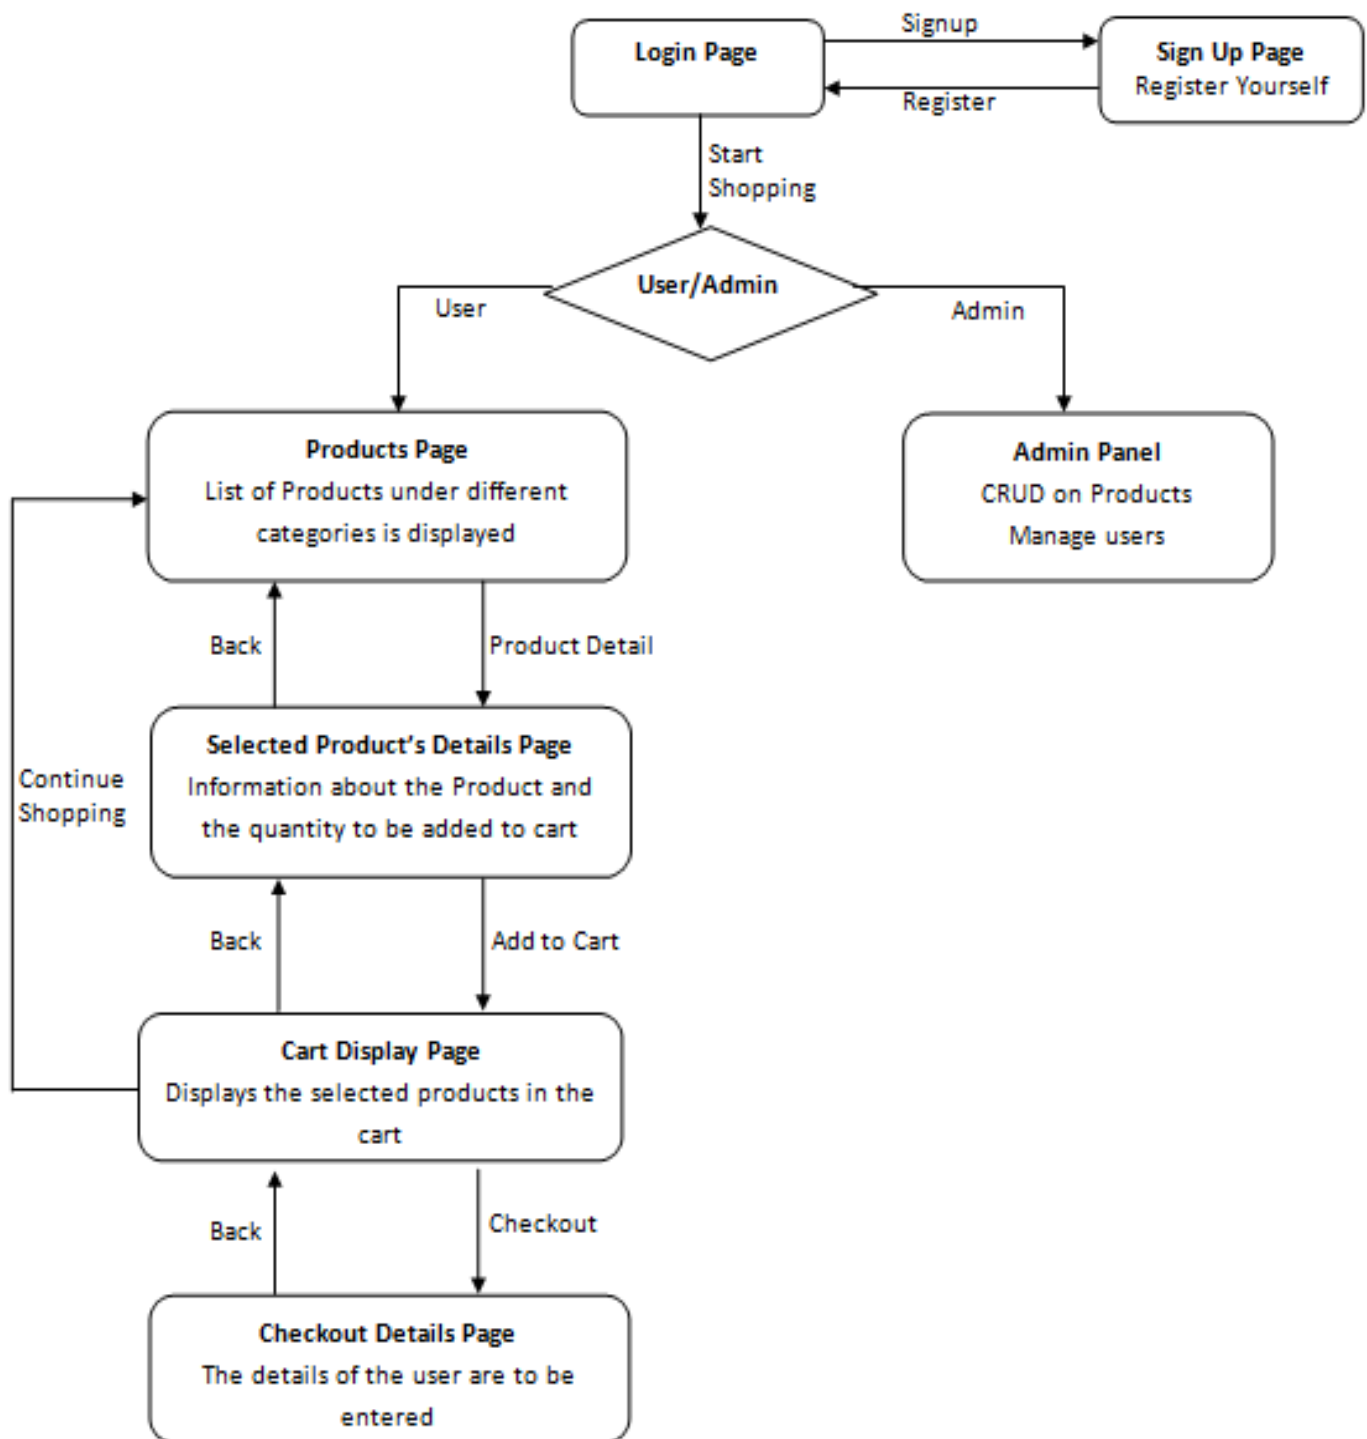 Login Page
Signup
Sign Up Page
Register Yourself
Register
Start
Shopping
User/Admin
User
Admin
Products Page
List of Products under different
categories is displayed
Admin Panel
CRUD on Products
Manage users
Back
Product Detail
Selected Product's Details Page
Information about the Product and
the quantity to be added to cart
Continue
Shopping
Back
Add to Cart
Cart Display Page
Displays the selected products in the
cart
Back
Checkout
Checkout Details Page
The details of the user are to be
entered